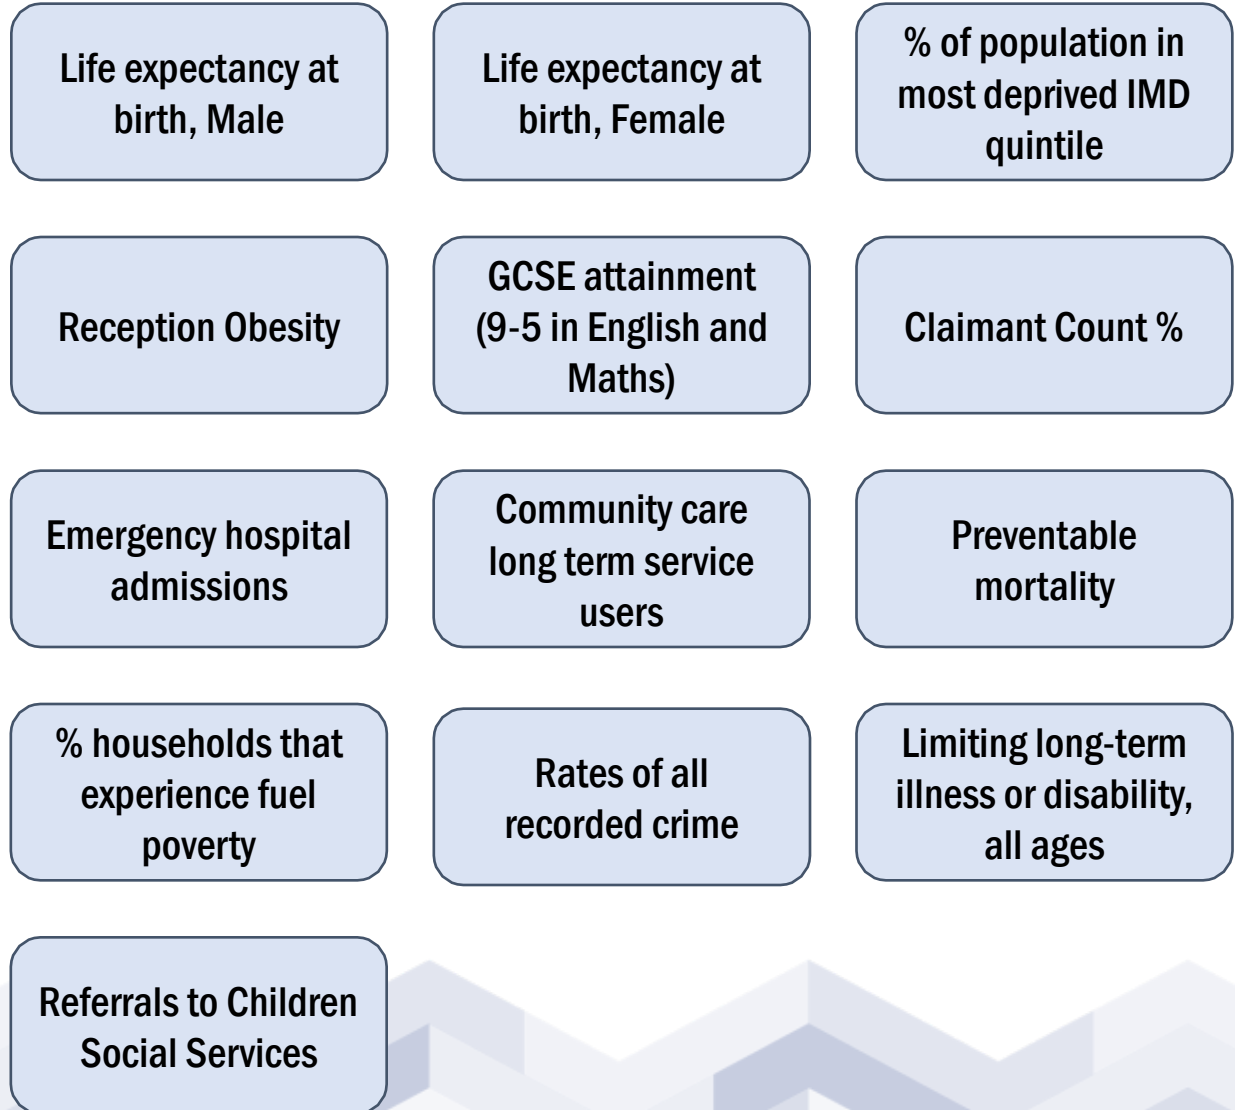 Life expectancy at
birth, Male
Life expectancy at
birth, Female
% of population in
most deprived IMD
quintile
Reception Obesity
GCSE attainment
(9-5 in English and
Maths)
Claimant Count %
Emergency hospital
admissions
Community care
long term service
users
Preventable
mortality
% households that
experience fuel
poverty
Rates of all
recorded crime
Limiting long-term
illness or disability,
all ages
Referrals to Children
Social Services